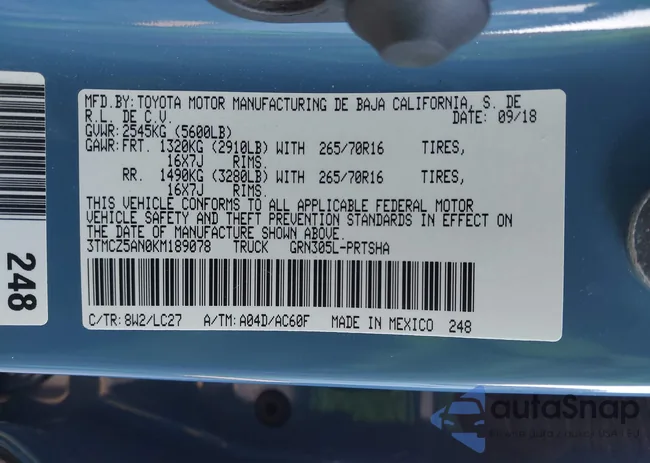 MFD.BY: TOYOTA MOTOR MANUFACTURING DE BAJA CALIFORNIA, S. DE
R.L. DE C.V. DATE: 09/18
GVWR: 2545KG (5600LB)
GAWR: FRT. 1320KG (2910LB) WITH 265/70R16 TIRES,
16X7J RIMS.
RR. 1490KG (3280LB) WITH 265/70R16 TIRES,
16X7J RIMS.
THIS VEHICLE CONFORMS TO ALL APPLICABLE FEDERAL MOTOR
VEHICLE SAFETY AND THEFT PREVENTION STANDARDS IN EFFECT ON
THE DATE OF MANUFACTURE SHOWN ABOVE.
3TMCZ5AN0KM189078 TRUCK GRN305L-PRTSHA
C/TR: 8W2/LC27 A/TM: A04D/AC60F MADE IN MEXICO 248
248
autoSnap